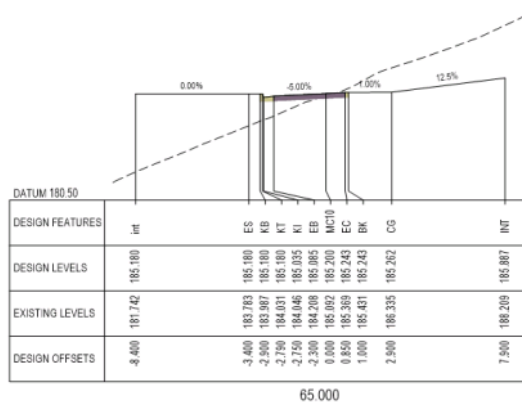 0.00%
-5.00%
-1.00%
12.5%
DATUM 180.50
DESIGN FEATURES int ES KB KT KI EB MC10 EC BK CG INT
DESIGN LEVELS 185.180 185.180 185.180 185.180 185.035 185.085 185.200 185.243 185.243 185.262 185.887
EXISTING LEVELS 181.742 183.783 183.987 184.031 184.046 184.208 185.092 185.369 185.431 186.335 188.209
DESIGN OFFSETS -8.400 -3.400 -2.900 -2.790 -2.750 -2.300 0.000 0.850 1.000 2.900 7.900
65.000